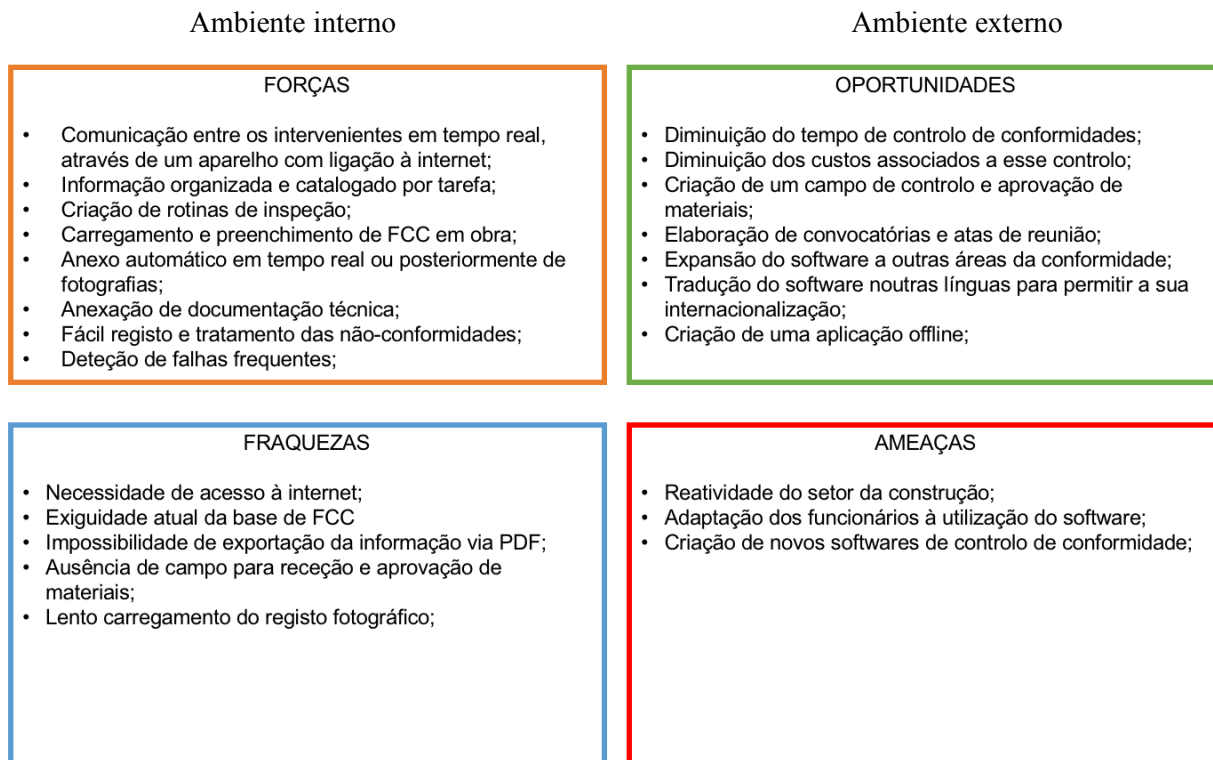 Ambiente interno
Ambiente externo
FORÇAS
• Comunicação entre os intervenientes em tempo real,
através de um aparelho com ligação à internet;
• Informação organizada e catalogado por tarefa;
• Criação de rotinas de inspeção;
• Carregamento e preenchimento de FCC em obra;
• Anexo automático em tempo real ou posteriormente de
fotografias;
• Anexação de documentação técnica;
• Fácil registo e tratamento das não-conformidades;
• Deteção de falhas frequentes;
OPORTUNIDADES
• Diminuição do tempo de controlo de conformidades;
• Diminuição dos custos associados a esse controlo;
• Criação de um campo de controlo e aprovação de
materiais;
• Elaboração de convocatórias e atas de reunião;
• Expansão do software a outras áreas da conformidade;
• Tradução do software noutras línguas para permitir a sua
internacionalização;
• Criação de uma aplicação offline;
FRAQUEZAS
• Necessidade de acesso à internet;
• Exiguidade atual da base de FCC
• Impossibilidade de exportação da informação via PDF;
• Ausência de campo para receção e aprovação de
materiais;
• Lento carregamento do registo fotográfico;
AMEAÇAS
• Reatividade do setor da construção;
• Adaptação dos funcionários à utilização do software;
• Criação de novos softwares de controlo de conformidade;